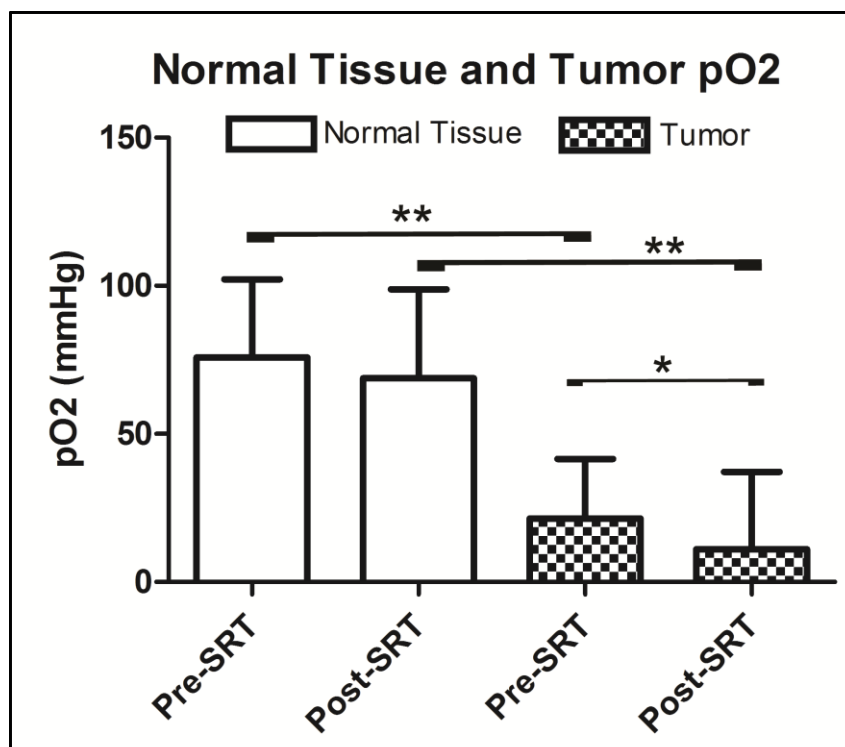 Normal Tissue and Tumor pO2
Normal Tissue
Tumor
pO2 (mmHg)
150
100
50
0
**
**
*
Pre-SRT
Post-SRT
Pre-SRT
Post-SRT